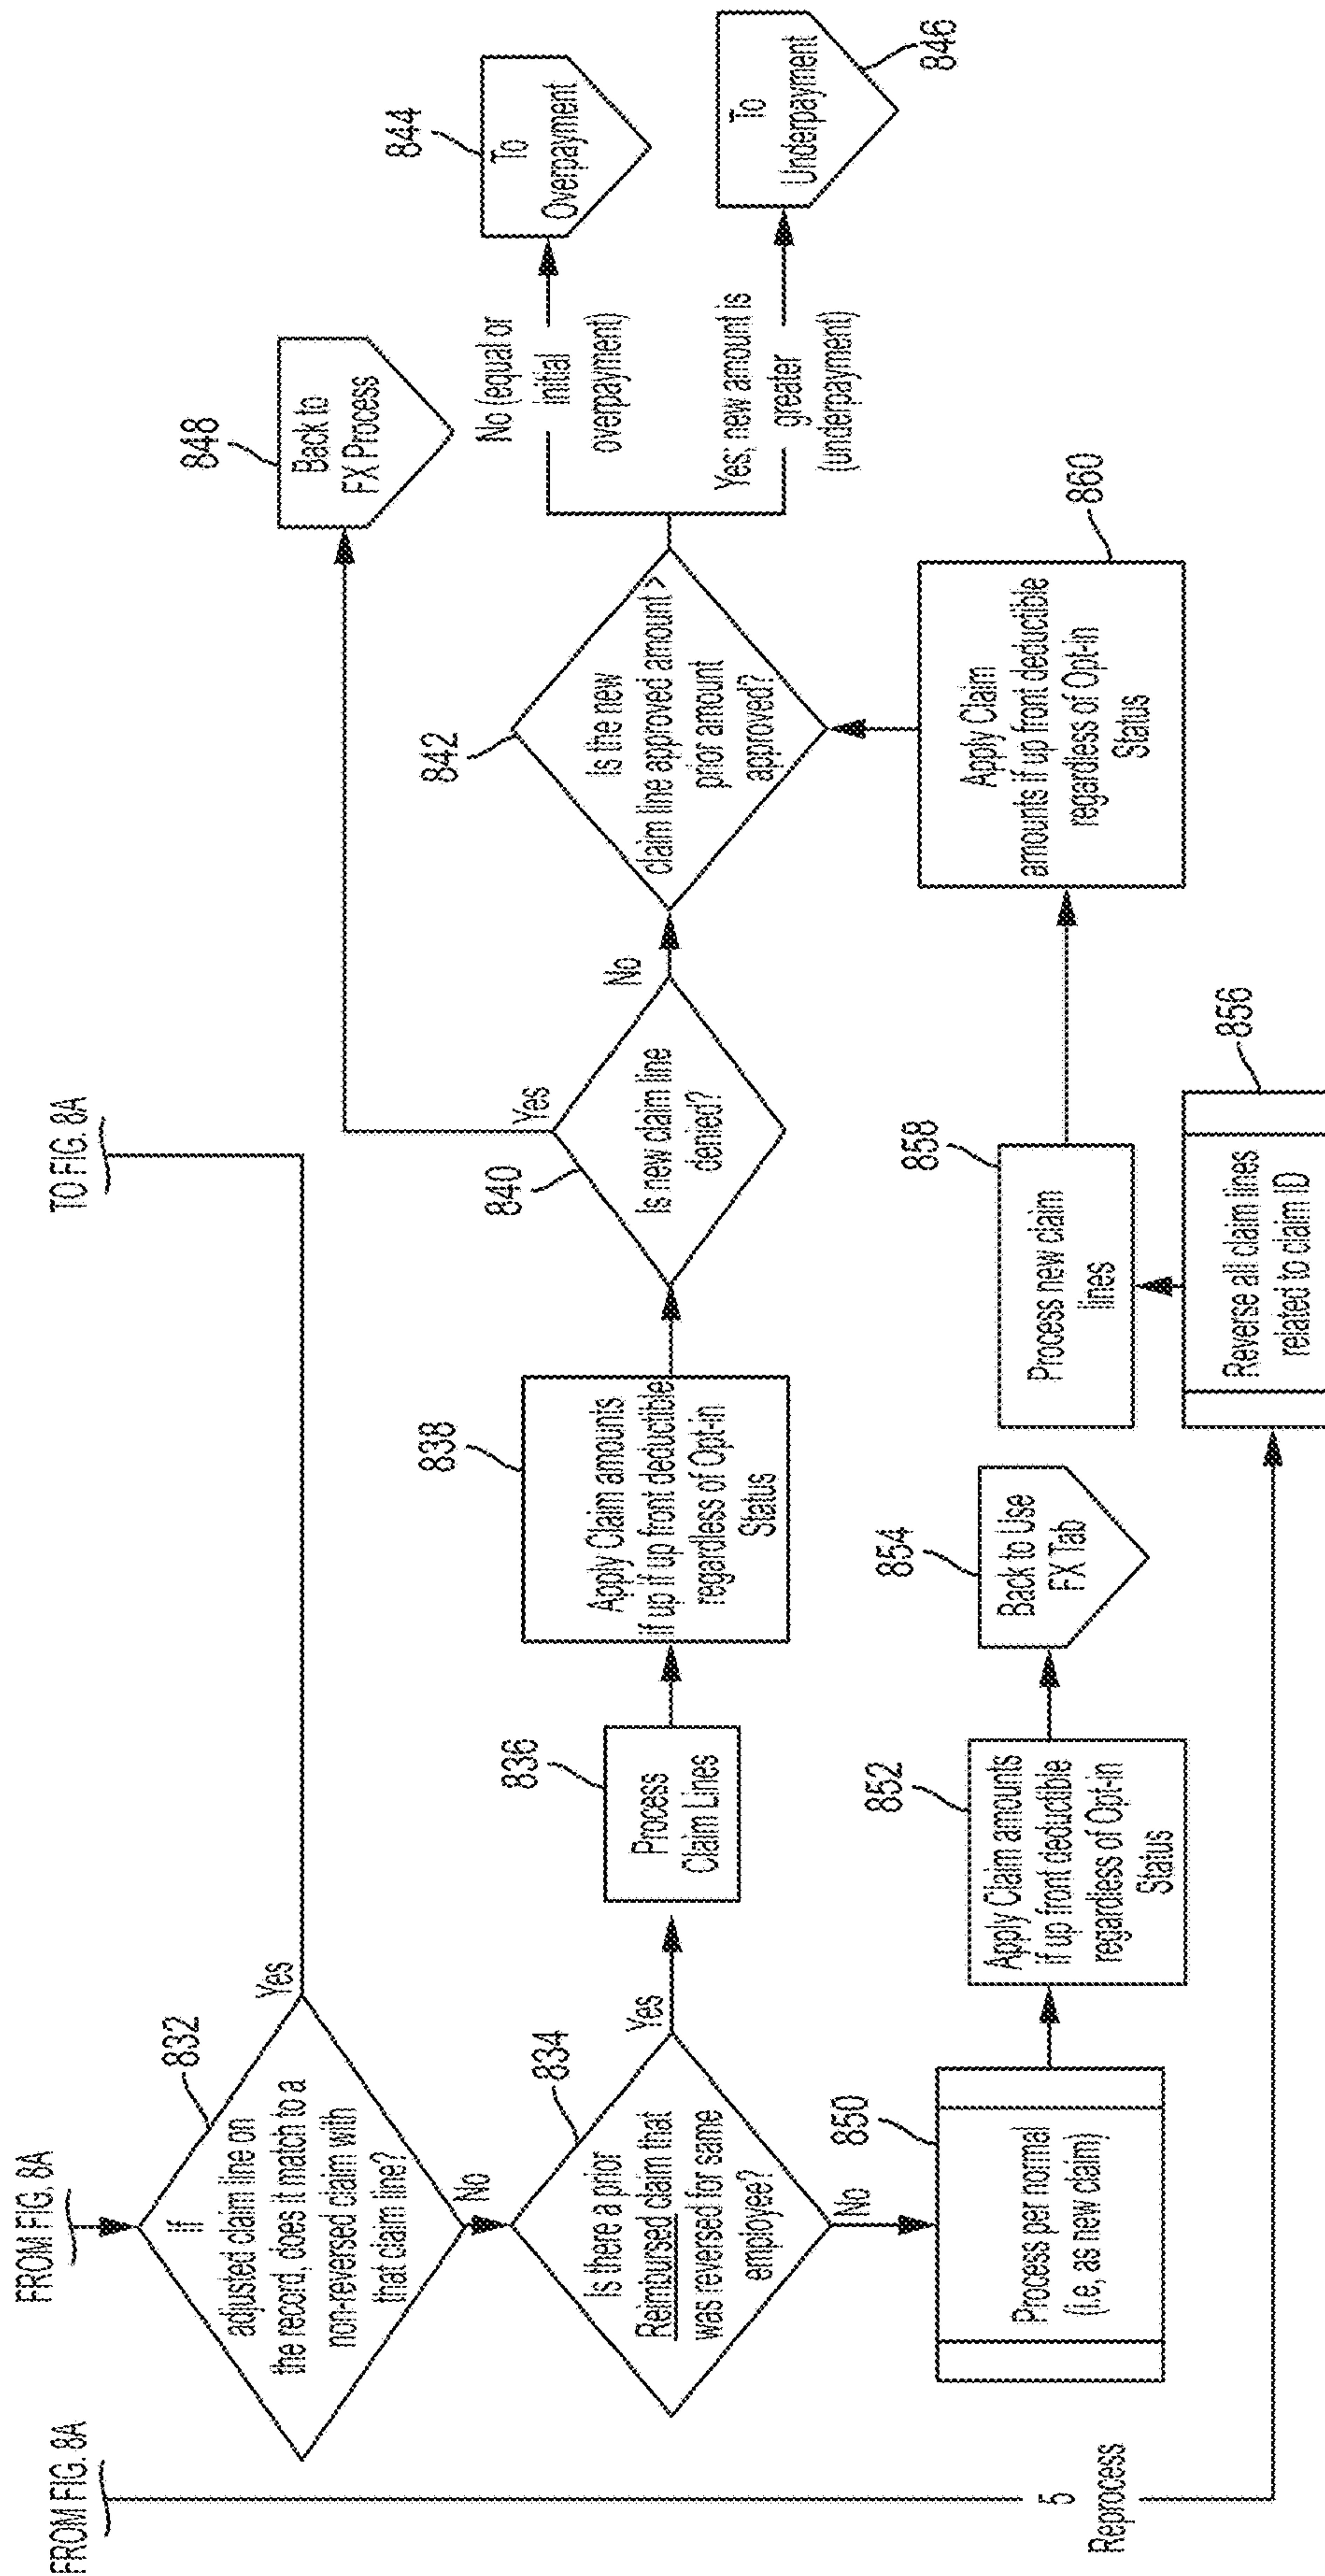 FROM FIG. 8A
FROM FIG. 8A
TO FIG. 8A
832
If
adjusted claim line on
the record, does it match to a
non-reversed claim with
that claim line?
Yes
No
834
Is there a prior
Reimbursed claim that
was reversed for same
employee?
Yes
No
836
Process
Claim Lines
838
Apply Claim amounts
if up if up front deductible
regardless of Opt-in
Status
840
Is new claim line
denied?
Yes
No
848
Back to
FX Process
842
Is the new
claim line approved amount >
prior amount
approved?
No (equal or
initial
overpayment)
844
To
Overpayment
Yes; new amount is
greater
(underpayment)
846
To
Underpayment
850
Process per normal
(i.e, as new claim)
852
Apply Claim amounts
if up front deductible
regardless of Opt-in
Status
854
Back to Use
FX Tab
5
Reprocess
856
Reverse all claim lines
related to claim ID
858
Process new claim
lines
860
Apply Claim
amounts if up front deductible
regardless of Opt-in
Status